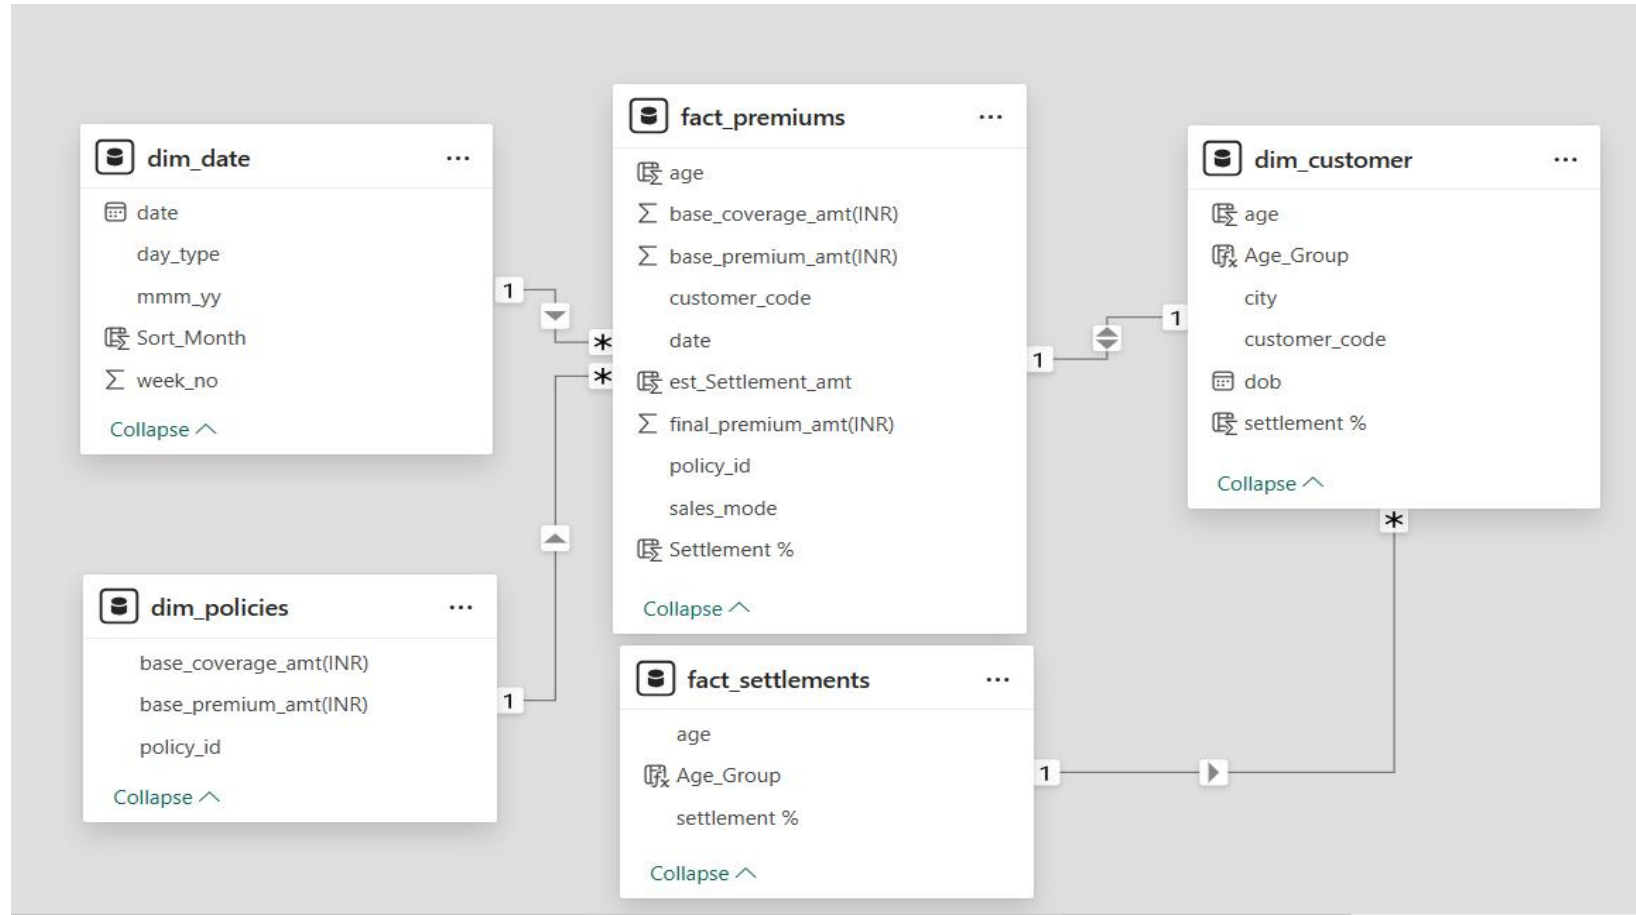 dim_date
...
date
day_type
mmm_yy
Sort_Month
week_no
Collapse
1
*
*
dim_policies
...
base_coverage_amt(INR)
base_premium_amt(INR)
policy_id
Collapse
1
fact_premiums
...
age
base_coverage_amt(INR)
base_premium_amt(INR)
customer_code
date
est_Settlement_amt
final_premium_amt(INR)
policy_id
sales_mode
Settlement %
Collapse
1
1
fact_settlements
...
age
Age_Group
settlement %
Collapse
1
dim_customer
...
age
Age_Group
city
customer_code
dob
settlement %
Collapse
*